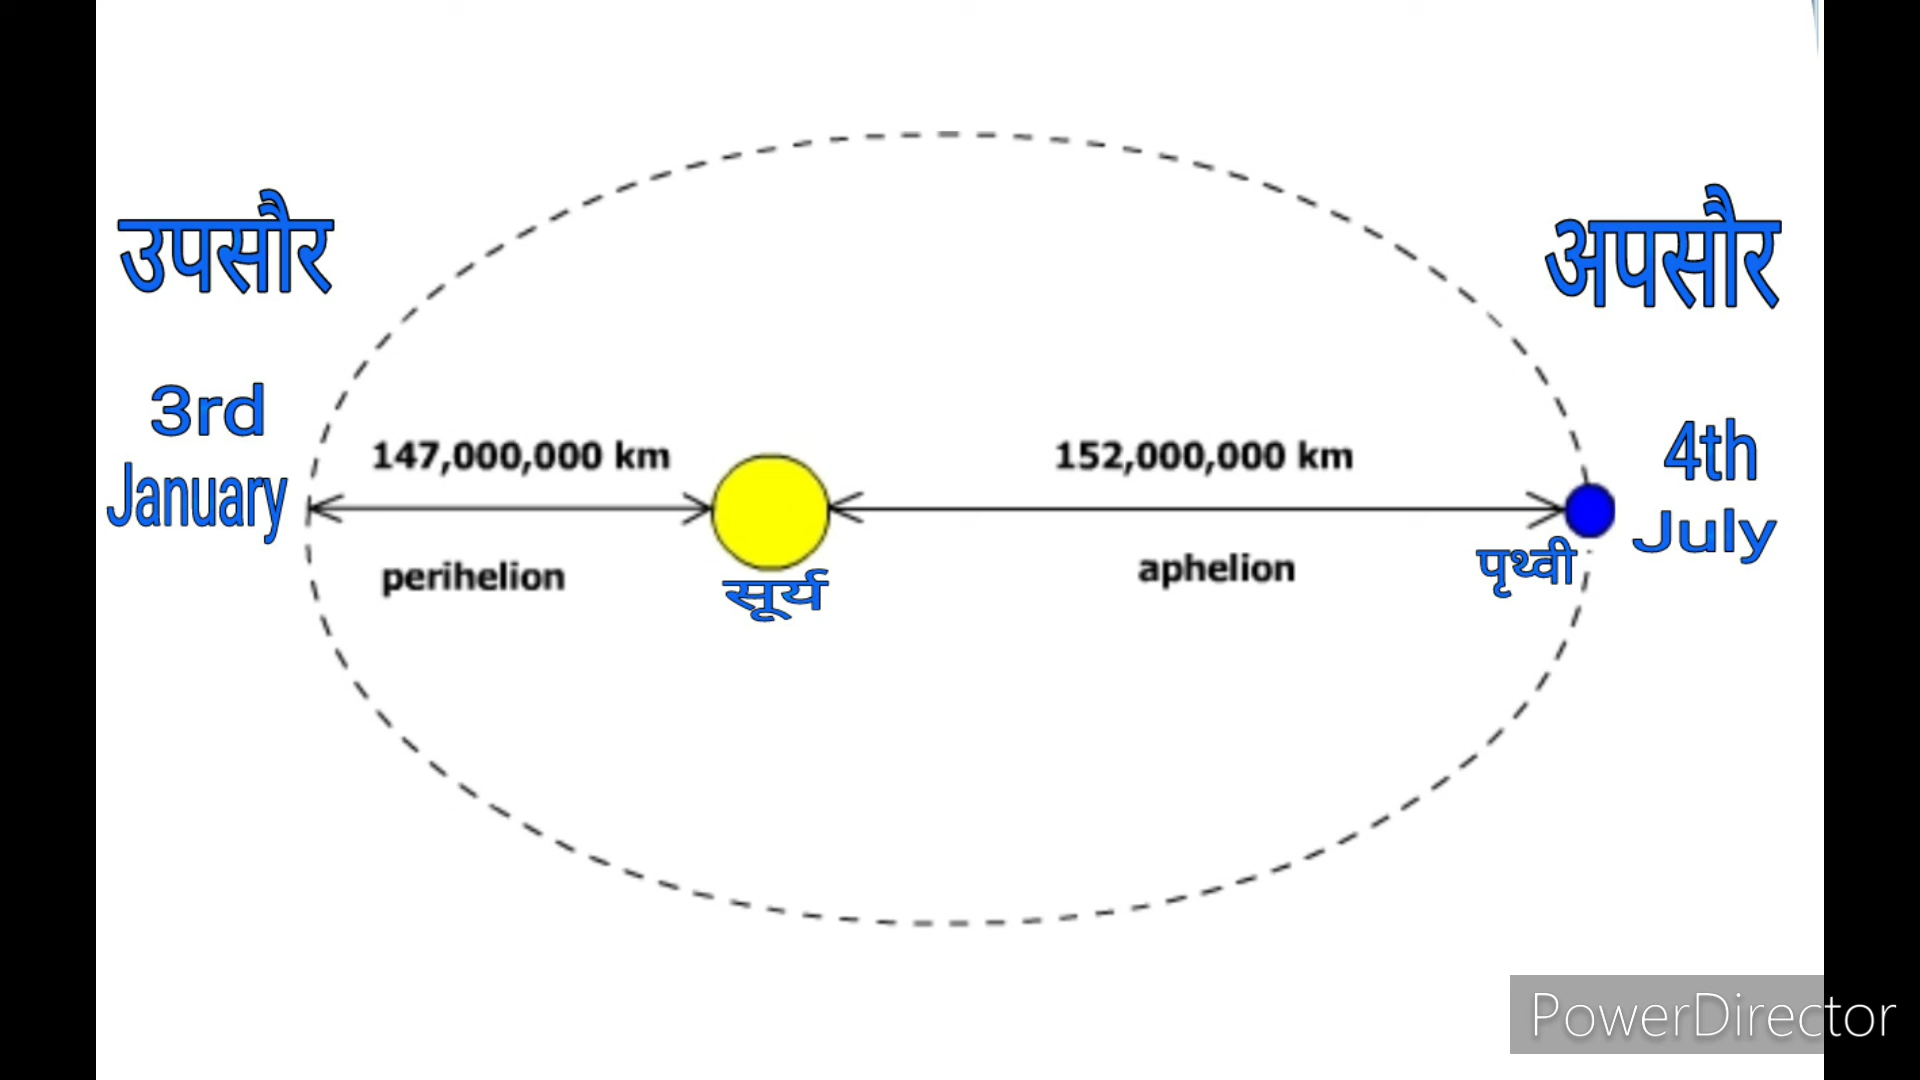 उपसौर
अपसौर
3rd
January
147,000,000 km
152,000,000 km
4th
July
perihelion
सूर्य
aphelion
पृथ्वी
PowerDirector